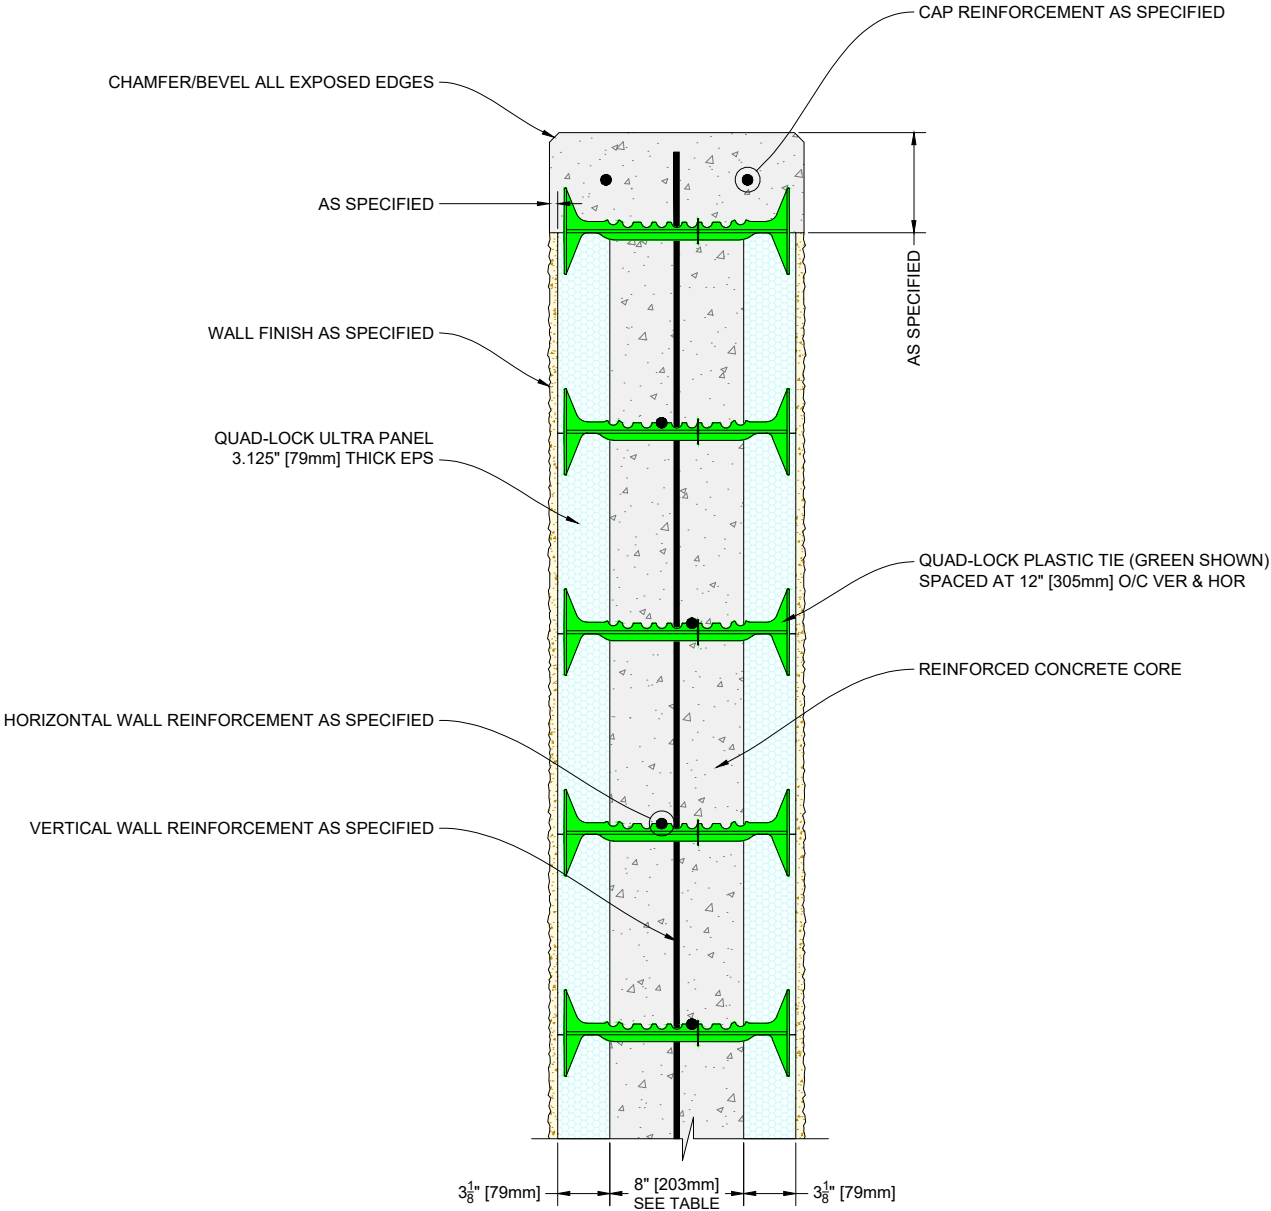 CAP REINFORCEMENT AS SPECIFIED
CHAMFER/BEVEL ALL EXPOSED EDGES
AS SPECIFIED
AS SPECIFIED
WALL FINISH AS SPECIFIED
QUAD-LOCK ULTRA PANEL
3.125" [79mm] THICK EPS
QUAD-LOCK PLASTIC TIE (GREEN SHOWN)
SPACED AT 12" [305mm] O/C VER & HOR
REINFORCED CONCRETE CORE
HORIZONTAL WALL REINFORCEMENT AS SPECIFIED
VERTICAL WALL REINFORCEMENT AS SPECIFIED
3⅛" [79mm]
8" [203mm]
SEE TABLE
3⅛" [79mm]